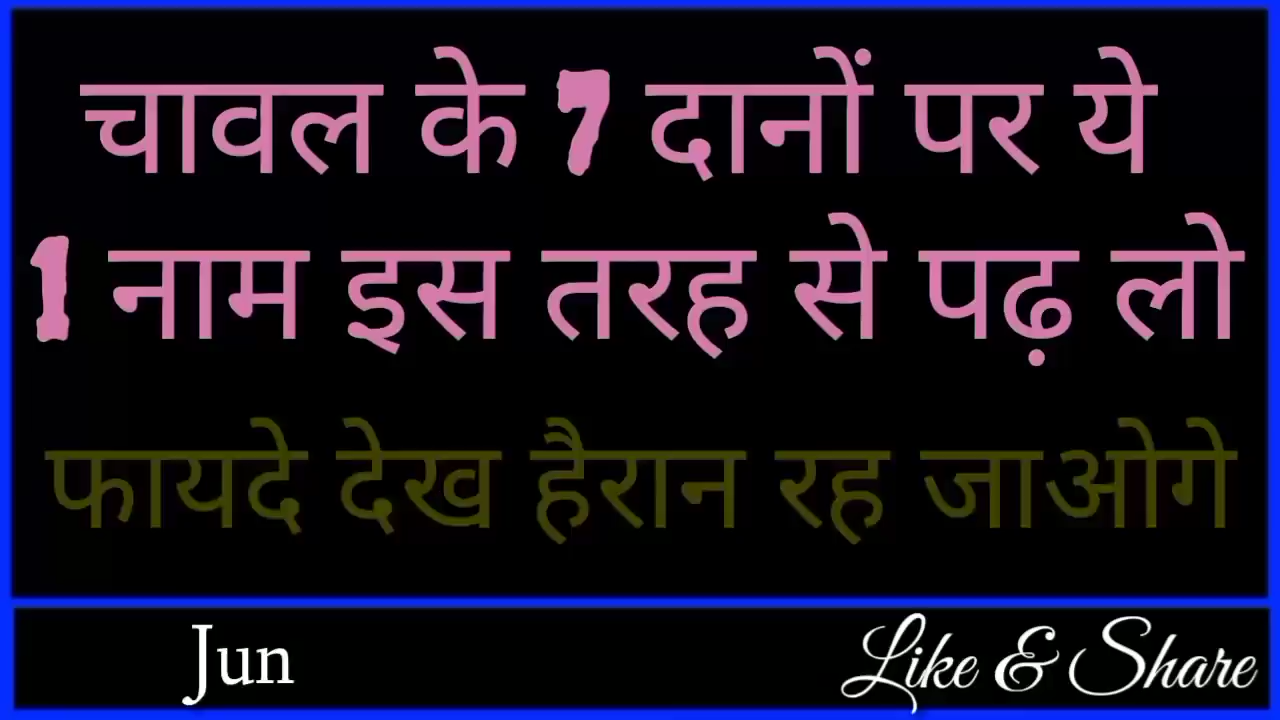 चावल के 7 दानों पर ये
1 नाम इस तरह से पढ़ लो
फायदे देख हैरान रह जाओगे
Jun
Like & Share